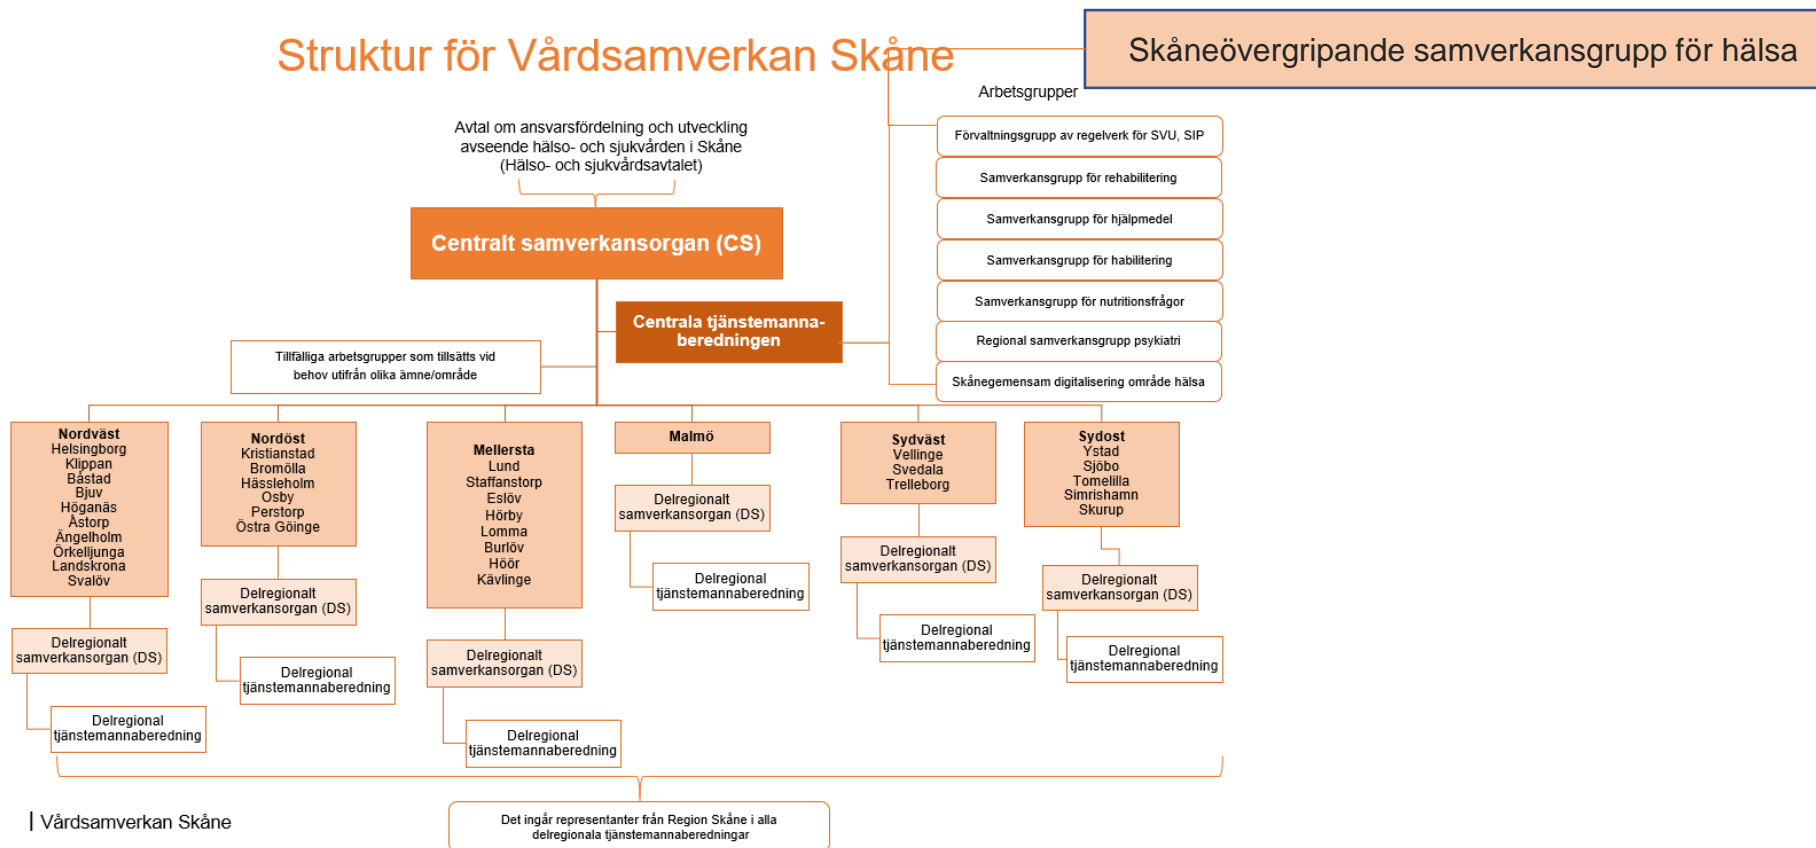 Struktur för Vårdsamverkan Skåne
Skåneövergripande samverkansgrupp för hälsa
Arbetsgrupper
Avtal om ansvarsfördelning och utveckling
avseende hälso- och sjukvården i Skåne
(Hälso- och sjukvårdsavtalet)
Förvaltningsgrupp av regelverk för SVU, SIP
Samverkansgrupp för rehabilitering
Samverkansgrupp för hjälpmedel
Samverkansgrupp för habilitering
Samverkansgrupp för nutritionsfrågor
Regional samverkansgrupp psykiatri
Skånegemensam digitalisering område hälsa
Centralt samverkansorgan (CS)
Centrala tjänstemanna-
beredningen
Tillfälliga arbetsgrupper som tillsätts vid
behov utifrån olika ämne/område
Nordväst
Helsingborg
Klippan
Båstad
Bjuv
Höganäs
Åstorp
Ängelholm
Örkelljunga
Landskrona
Svalöv
Delregionalt
samverkansorgan (DS)
Delregional
tjänstemannaberedning
Nordöst
Kristianstad
Bromölla
Hässleholm
Osby
Perstorp
Östra Göinge
Delregionalt
samverkansorgan (DS)
Delregional
tjänstemannaberedning
Mellersta
Lund
Staffanstorp
Eslöv
Hörby
Lomma
Burlöv
Höör
Kävlinge
Delregionalt
samverkansorgan (DS)
Delregional
tjänstemannaberedning
Malmö
Delregionalt
samverkansorgan (DS)
Delregional
tjänstemannaberedning
Sydväst
Vellinge
Svedala
Trelleborg
Delregionalt
samverkansorgan (DS)
Delregional
tjänstemannaberedning
Sydost
Ystad
Sjöbo
Tomelilla
Simrishamn
Skurup
Delregionalt
samverkansorgan (DS)
Delregional
tjänstemannaberedning
Det ingår representanter från Region Skåne i alla
delregionala tjänstemannaberedningar
| Vårdsamverkan Skåne